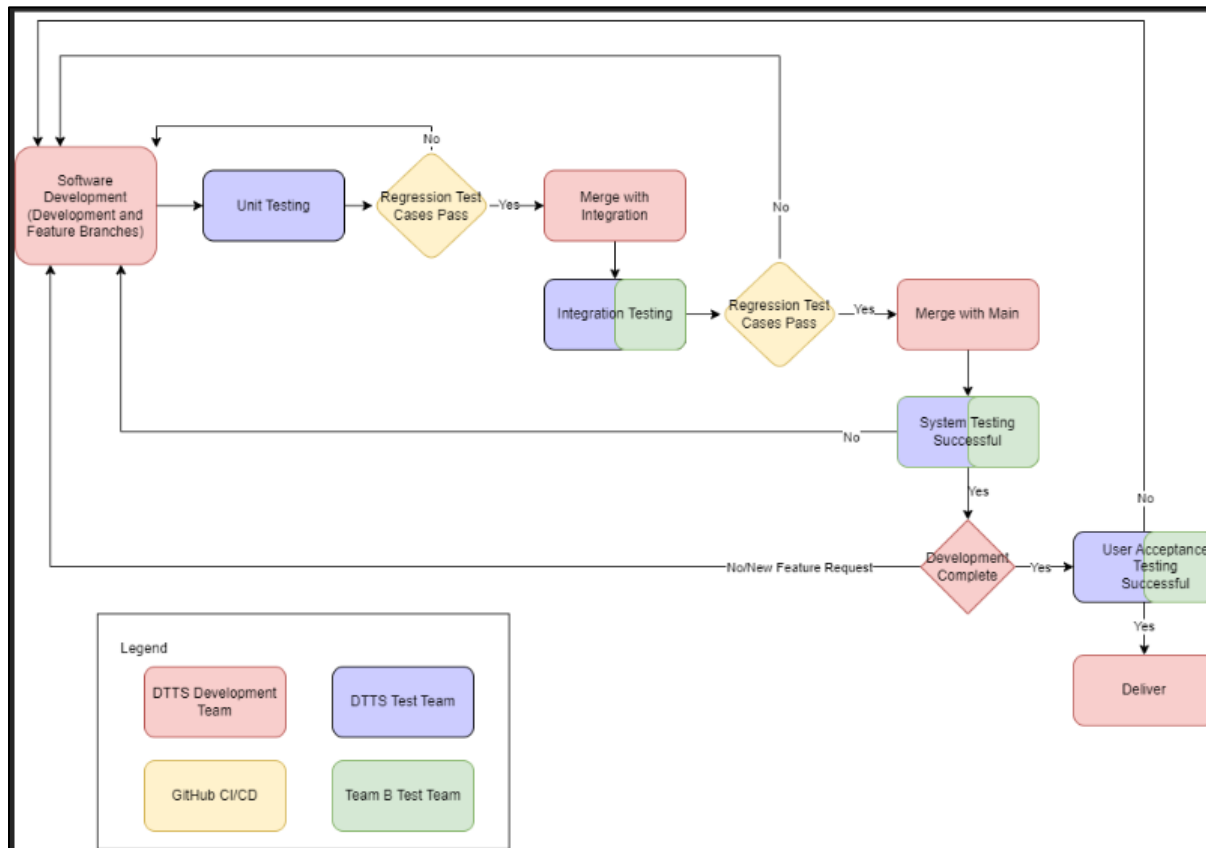 No
Software
Development
(Development and
Feature Branches)
Unit Testing
Regression Test
Cases Pass
Yes
Merge with
Integration
No
Integration Testing
Regression Test
Cases Pass
Yes
Merge with Main
No
System Testing
Successful
Yes
No
No/New Feature Request
Development
Complete
Yes
User Acceptance
Testing
Successful
Yes
Deliver
Legend
DTTS Development
Team
DTTS Test Team
GitHub CI/CD
Team B Test Team